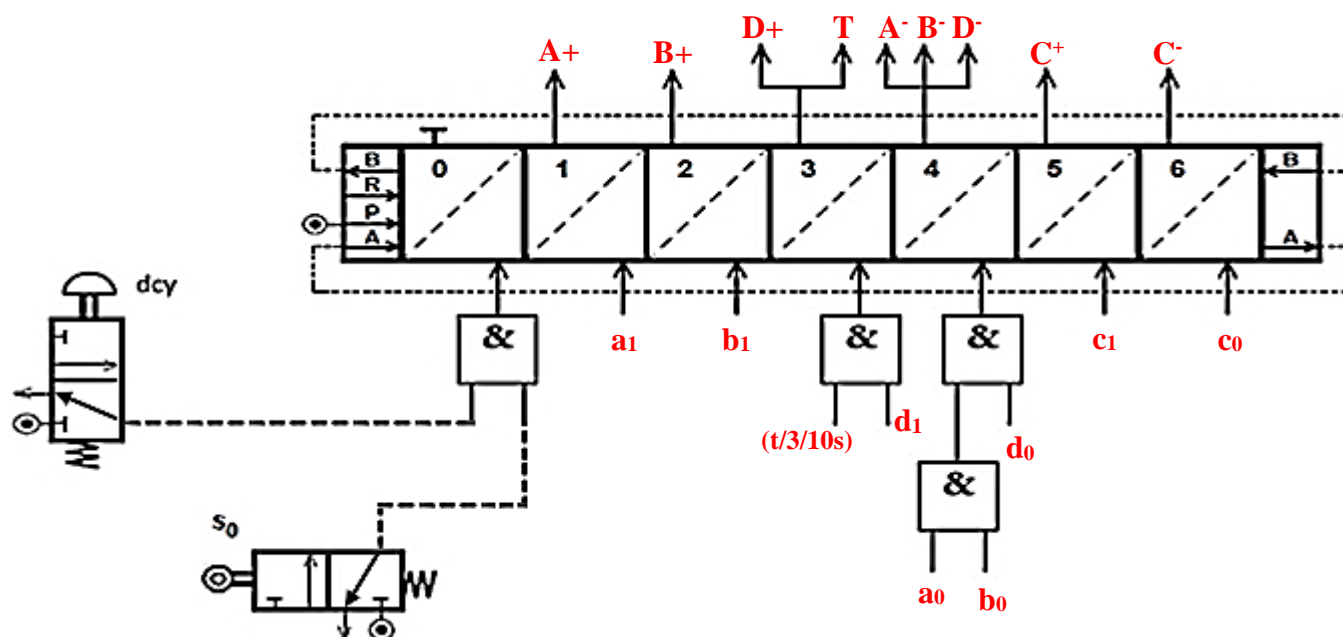 D+ T A- B- D-
A+ B+ C+ C-
B 0 1 2 3 4 5 6 B
R
P
A A
dcy
& & &
a1 b1 c1 c0
(t/3/10s) d1 d0
&
s0
a0 b0